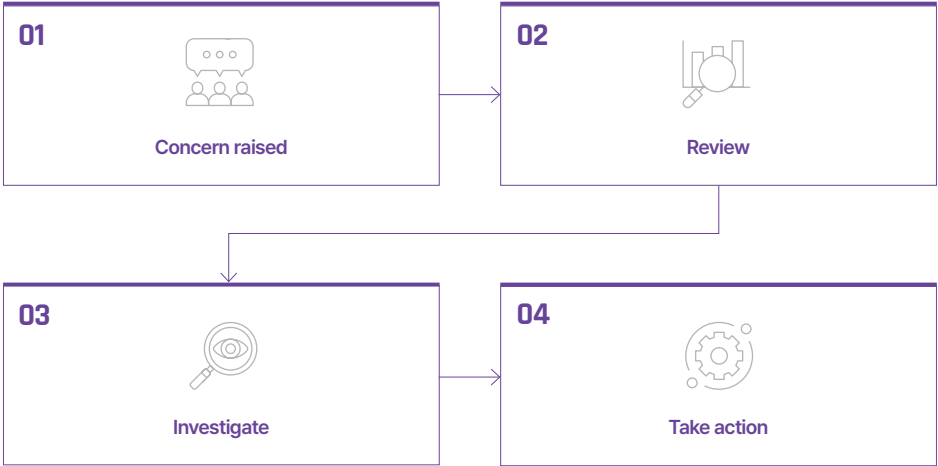 01
Concern raised
02
Review
03
Investigate
04
Take action